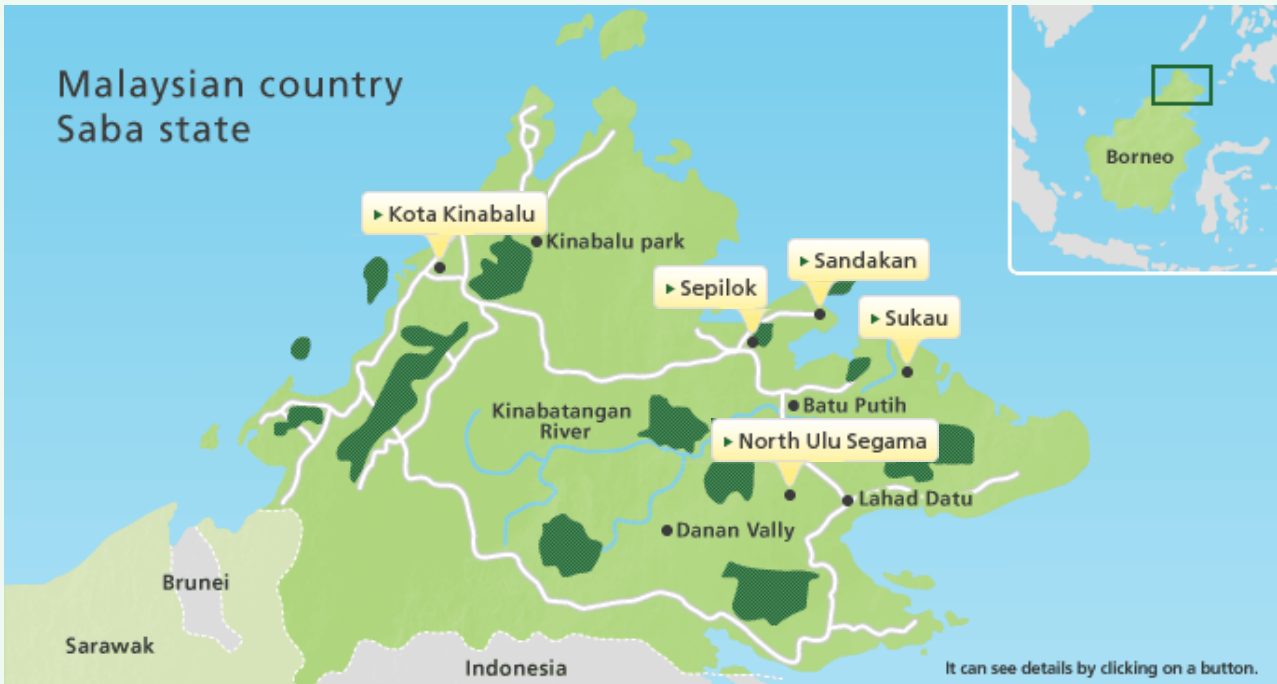 Malaysian country
Saba state
Borneo
Kota Kinabalu
Kinabalu park
Sandakan
Sepilok
Sukau
Kinabatangan
River
Batu Putih
North Ulu Segama
Lahad Datu
Danan Vally
Brunei
Sarawak
Indonesia
It can see details by clicking on a button.